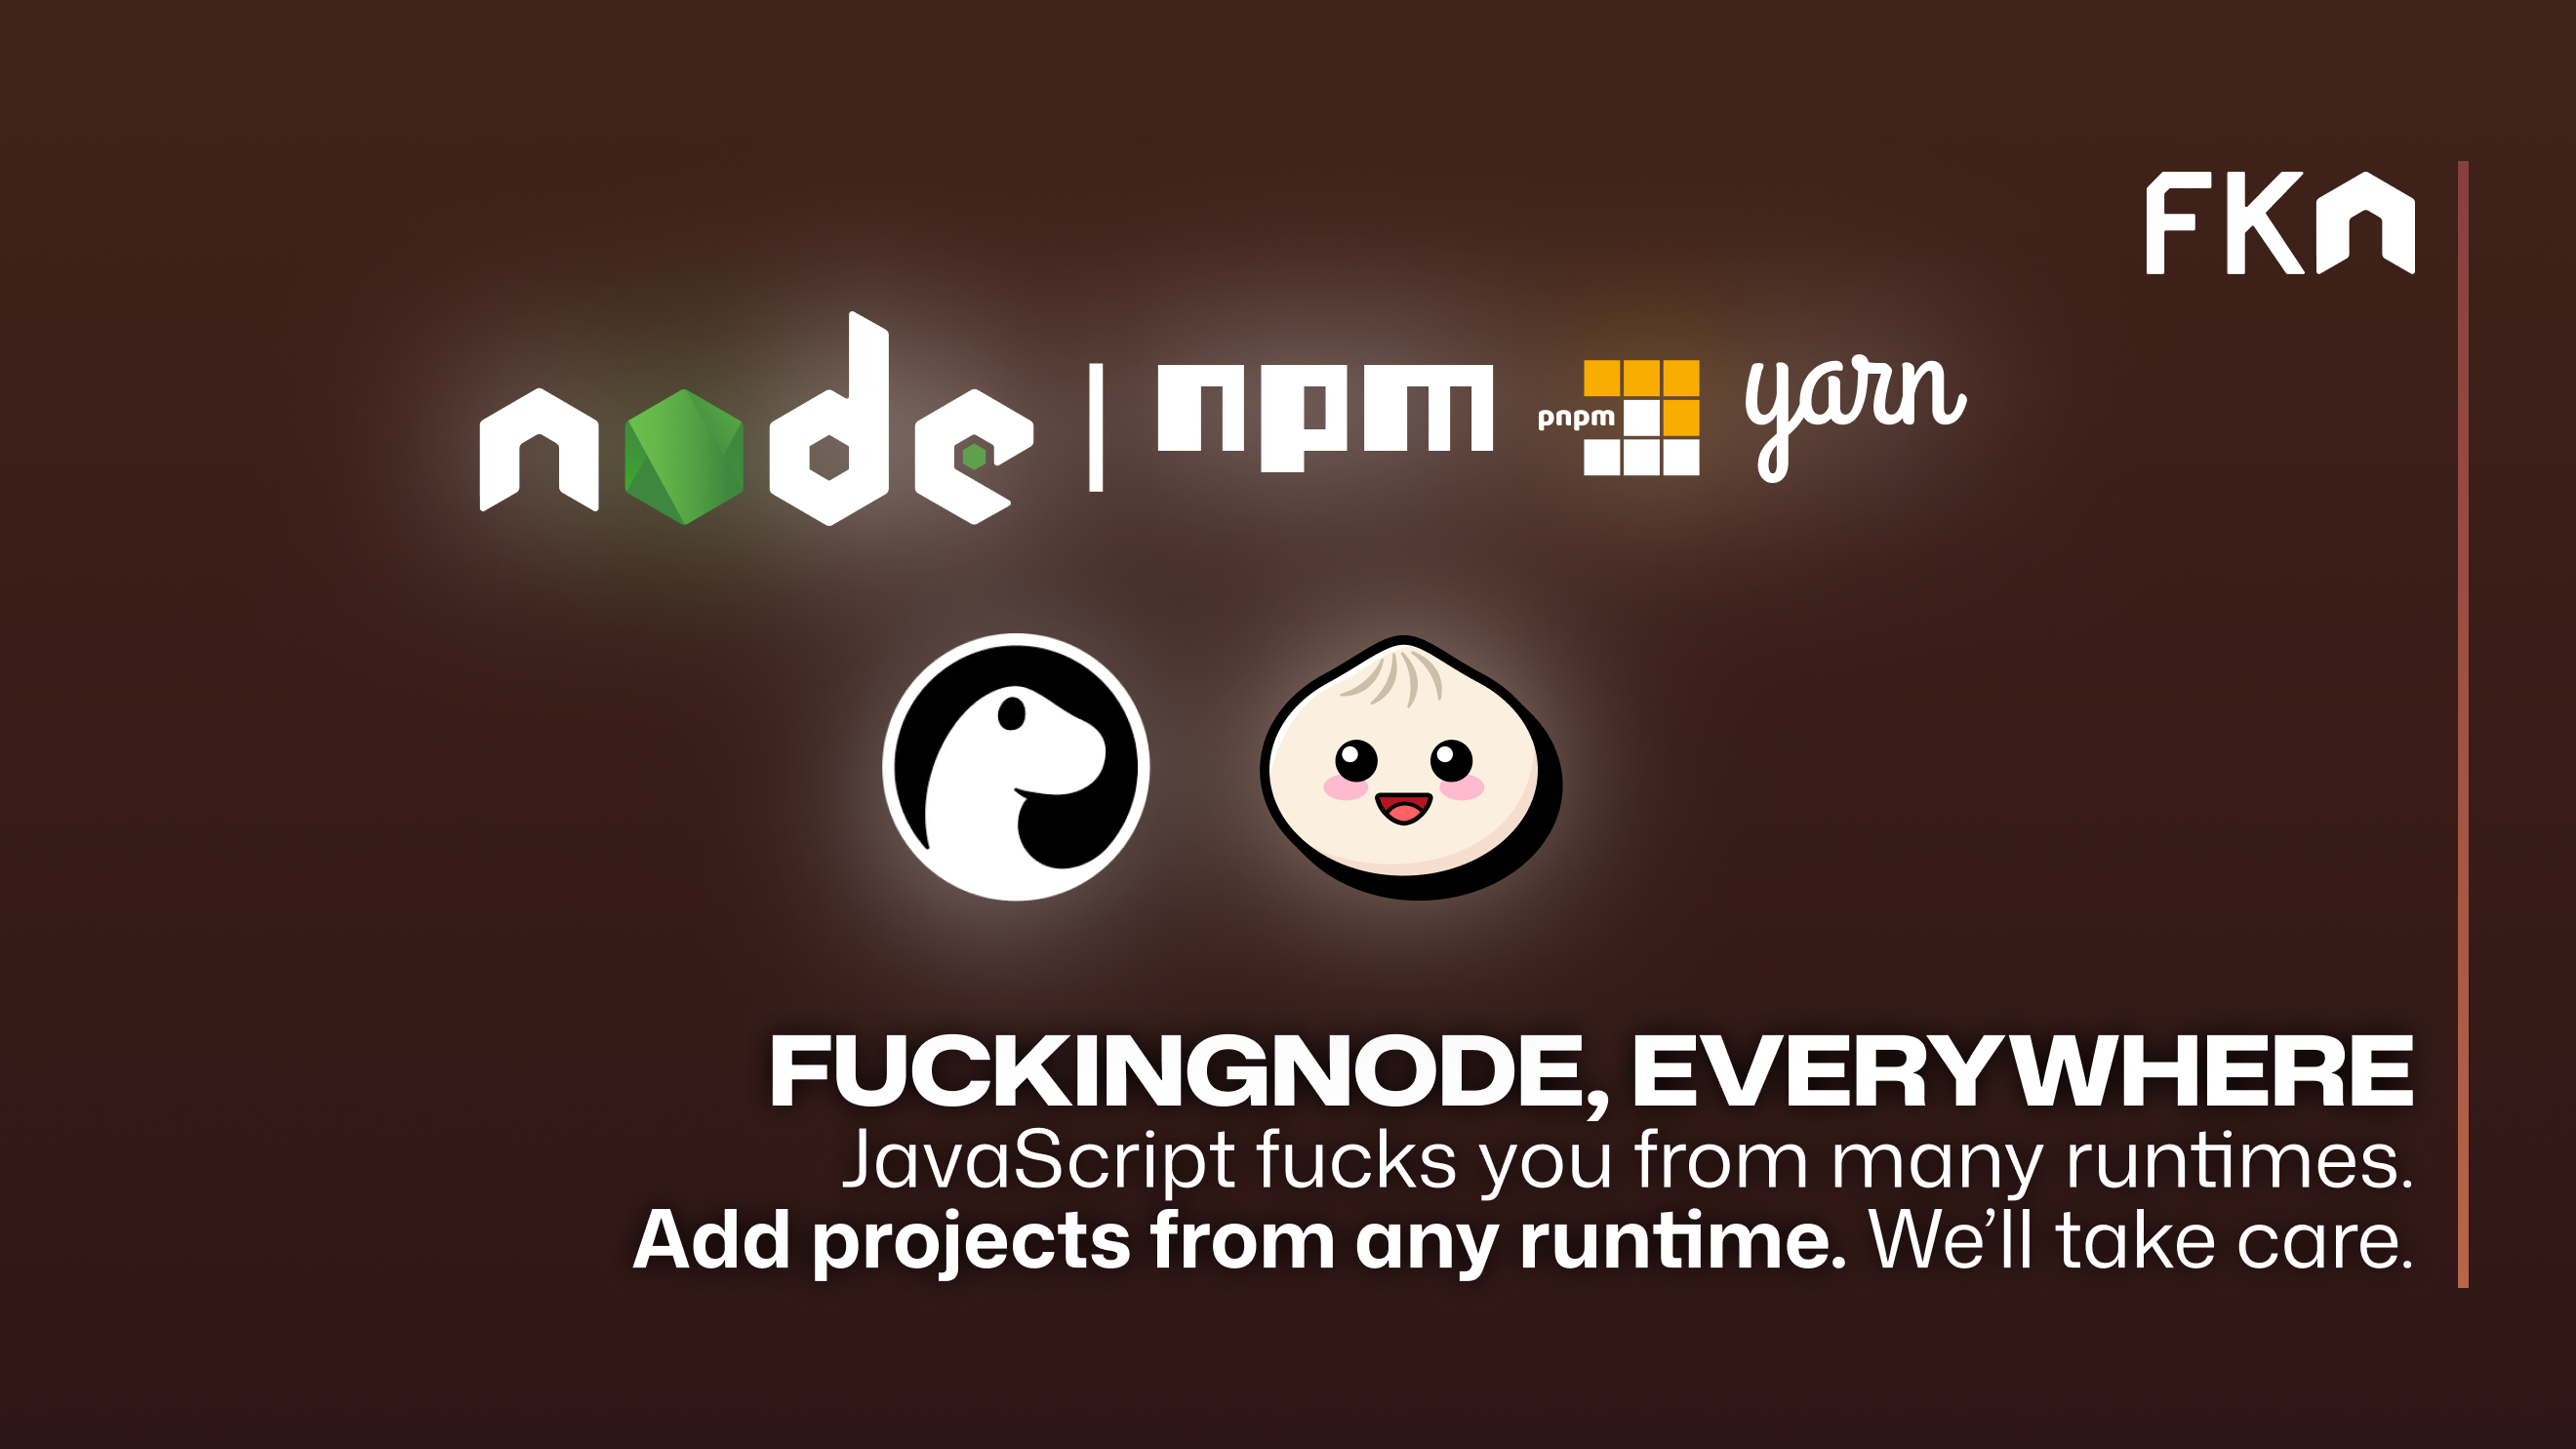 FKn
node | npm pnpm yarn
FUCKINGNODE, EVERYWHERE
JavaScript fucks you from many runtimes.
Add projects from any runtime. We’ll take care.